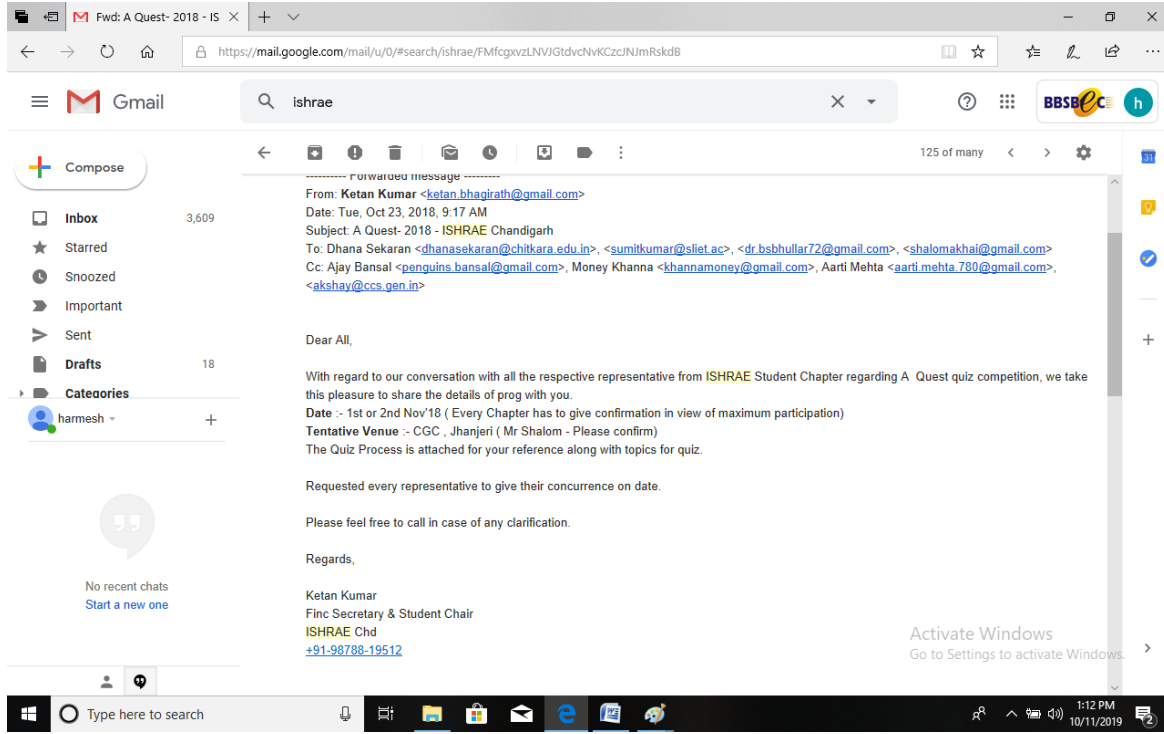 Fwd: A Quest- 2018 - IS
https://mail.google.com/mail/u/0/#search/ishrae/FMfcgxvzLNVJGtdvcNvKCzcJNJmRskdB
Gmail
ishrae
BBSBeC
h
Compose
125 of many
31
Inbox 3,609
Starred
Snoozed
Important
Sent
Drafts 18
Categories
harmesh
No recent chats
Start a new one
---------- Forwarded message ---------
From: Ketan Kumar <ketan.bhagirath@gmail.com>
Date: Tue, Oct 23, 2018, 9:17 AM
Subject: A Quest- 2018 - ISHRAE Chandigarh
To: Dhana Sekaran <dhanasekaran@chitkara.edu.in>, <sumitkumar@sliet.ac>, <dr.bsbhullar72@gmail.com>, <shalomakhai@gmail.com>
Cc: Ajay Bansal <penguins.bansal@gmail.com>, Money Khanna <khannamoney@gmail.com>, Aarti Mehta <aarti.mehta.780@gmail.com>,
<akshay@ccs.gen.in>
Dear All,
With regard to our conversation with all the respective representative from ISHRAE Student Chapter regarding A  Quest quiz competition, we take
this pleasure to share the details of prog with you.
Date :- 1st or 2nd Nov'18 ( Every Chapter has to give confirmation in view of maximum participation)
Tentative Venue :- CGC , Jhanjeri ( Mr Shalom - Please confirm)
The Quiz Process is attached for your reference along with topics for quiz.
Requested every representative to give their concurrence on date.
Please feel free to call in case of any clarification.
Regards,
Ketan Kumar
Finc Secretary & Student Chair
ISHRAE Chd
+91-98788-19512
Activate Windows
Go to Settings to activate Windows.
Type here to search
1:12 PM
10/11/2019
2